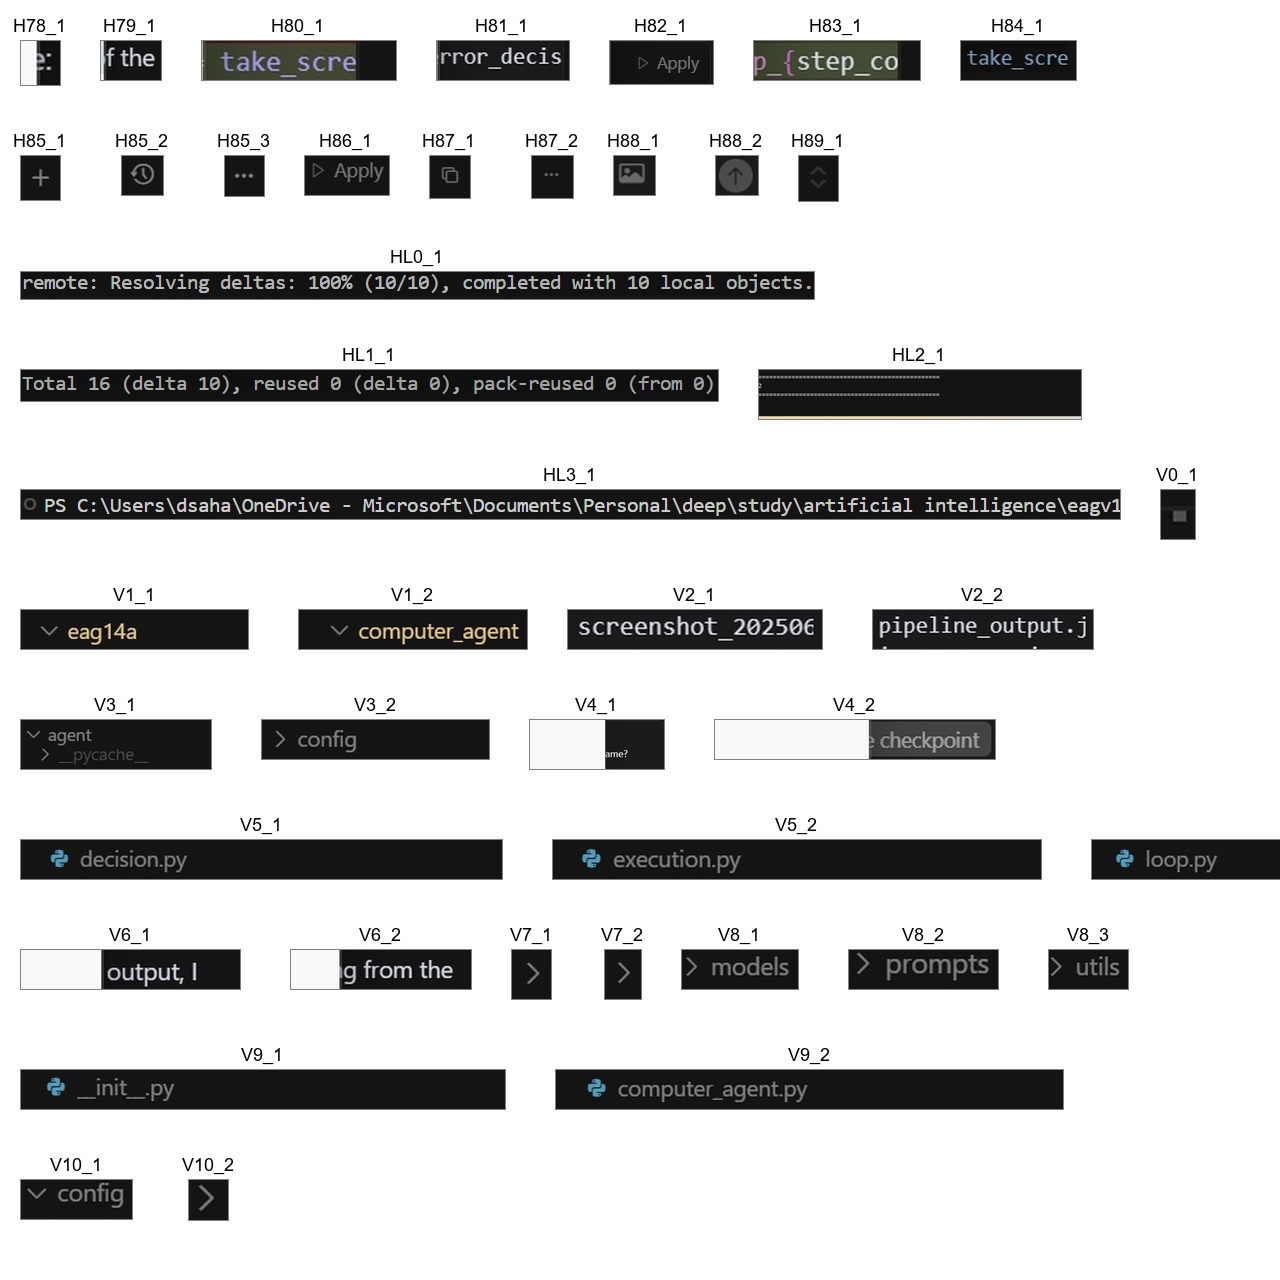 H78_1 H79_1 H80_1 H81_1 H82_1 H83_1 H84_1
e: f the take_scre rror_decis Apply p_{step_co take_scre
H85_1 H85_2 H85_3 H86_1 H87_1 H87_2 H88_1 H88_2 H89_1
+ ... Apply ...
HL0_1
remote: Resolving deltas: 100% (10/10), completed with 10 local objects.
HL1_1 HL2_1
Total 16 (delta 10), reused 0 (delta 0), pack-reused 0 (from 0)
HL3_1 V0_1
PS C:\Users\dsaha\OneDrive - Microsoft\Documents\Personal\deep\study\artificial intelligence\eagv1
V1_1 V1_2 V2_1 V2_2
eag14a computer_agent screenshot_202506 pipeline_output.j
V3_1 V3_2 V4_1 V4_2
agent config ame? e checkpoint
__pycache__
V5_1 V5_2
decision.py execution.py loop.py
V6_1 V6_2 V7_1 V7_2 V8_1 V8_2 V8_3
output, I g from the models prompts utils
V9_1 V9_2
__init__.py computer_agent.py
V10_1 V10_2
config